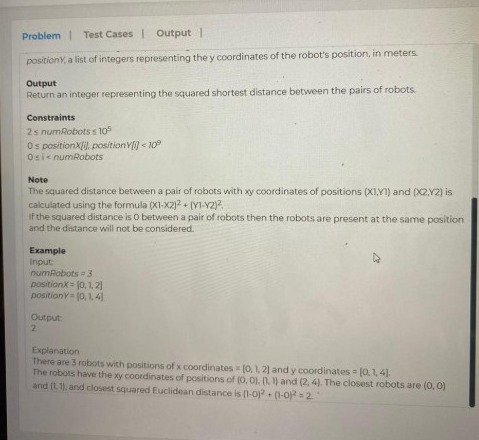 Problem | Test Cases | Output |
positionY, a list of integers representing the y coordinates of the robot's position, in meters.
Output
Return an integer representing the squared shortest distance between the pairs of robots.
Constraints
2 ≤ numRobots ≤ 10⁵
0 ≤ positionX[i], positionY[i] < 10⁹
0 ≤ i < numRobots
Note
The squared distance between a pair of robots with xy coordinates of positions (X1,Y1) and (X2,Y2) is
calculated using the formula (X1-X2)² + (Y1-Y2)².
If the squared distance is 0 between a pair of robots then the robots are present at the same position
and the distance will not be considered.
Example
Input:
numRobots = 3
positionX = [0, 1, 2]
positionY = [0, 1, 4]
Output:
2
Explanation
There are 3 robots with positions of x coordinates = [0, 1, 2] and y coordinates = [0, 1, 4].
The robots have the xy coordinates of positions of (0, 0), (1, 1) and (2, 4). The closest robots are (0, 0)
and (1, 1), and closest squared Euclidean distance is (1-0)² + (1-0)² = 2.